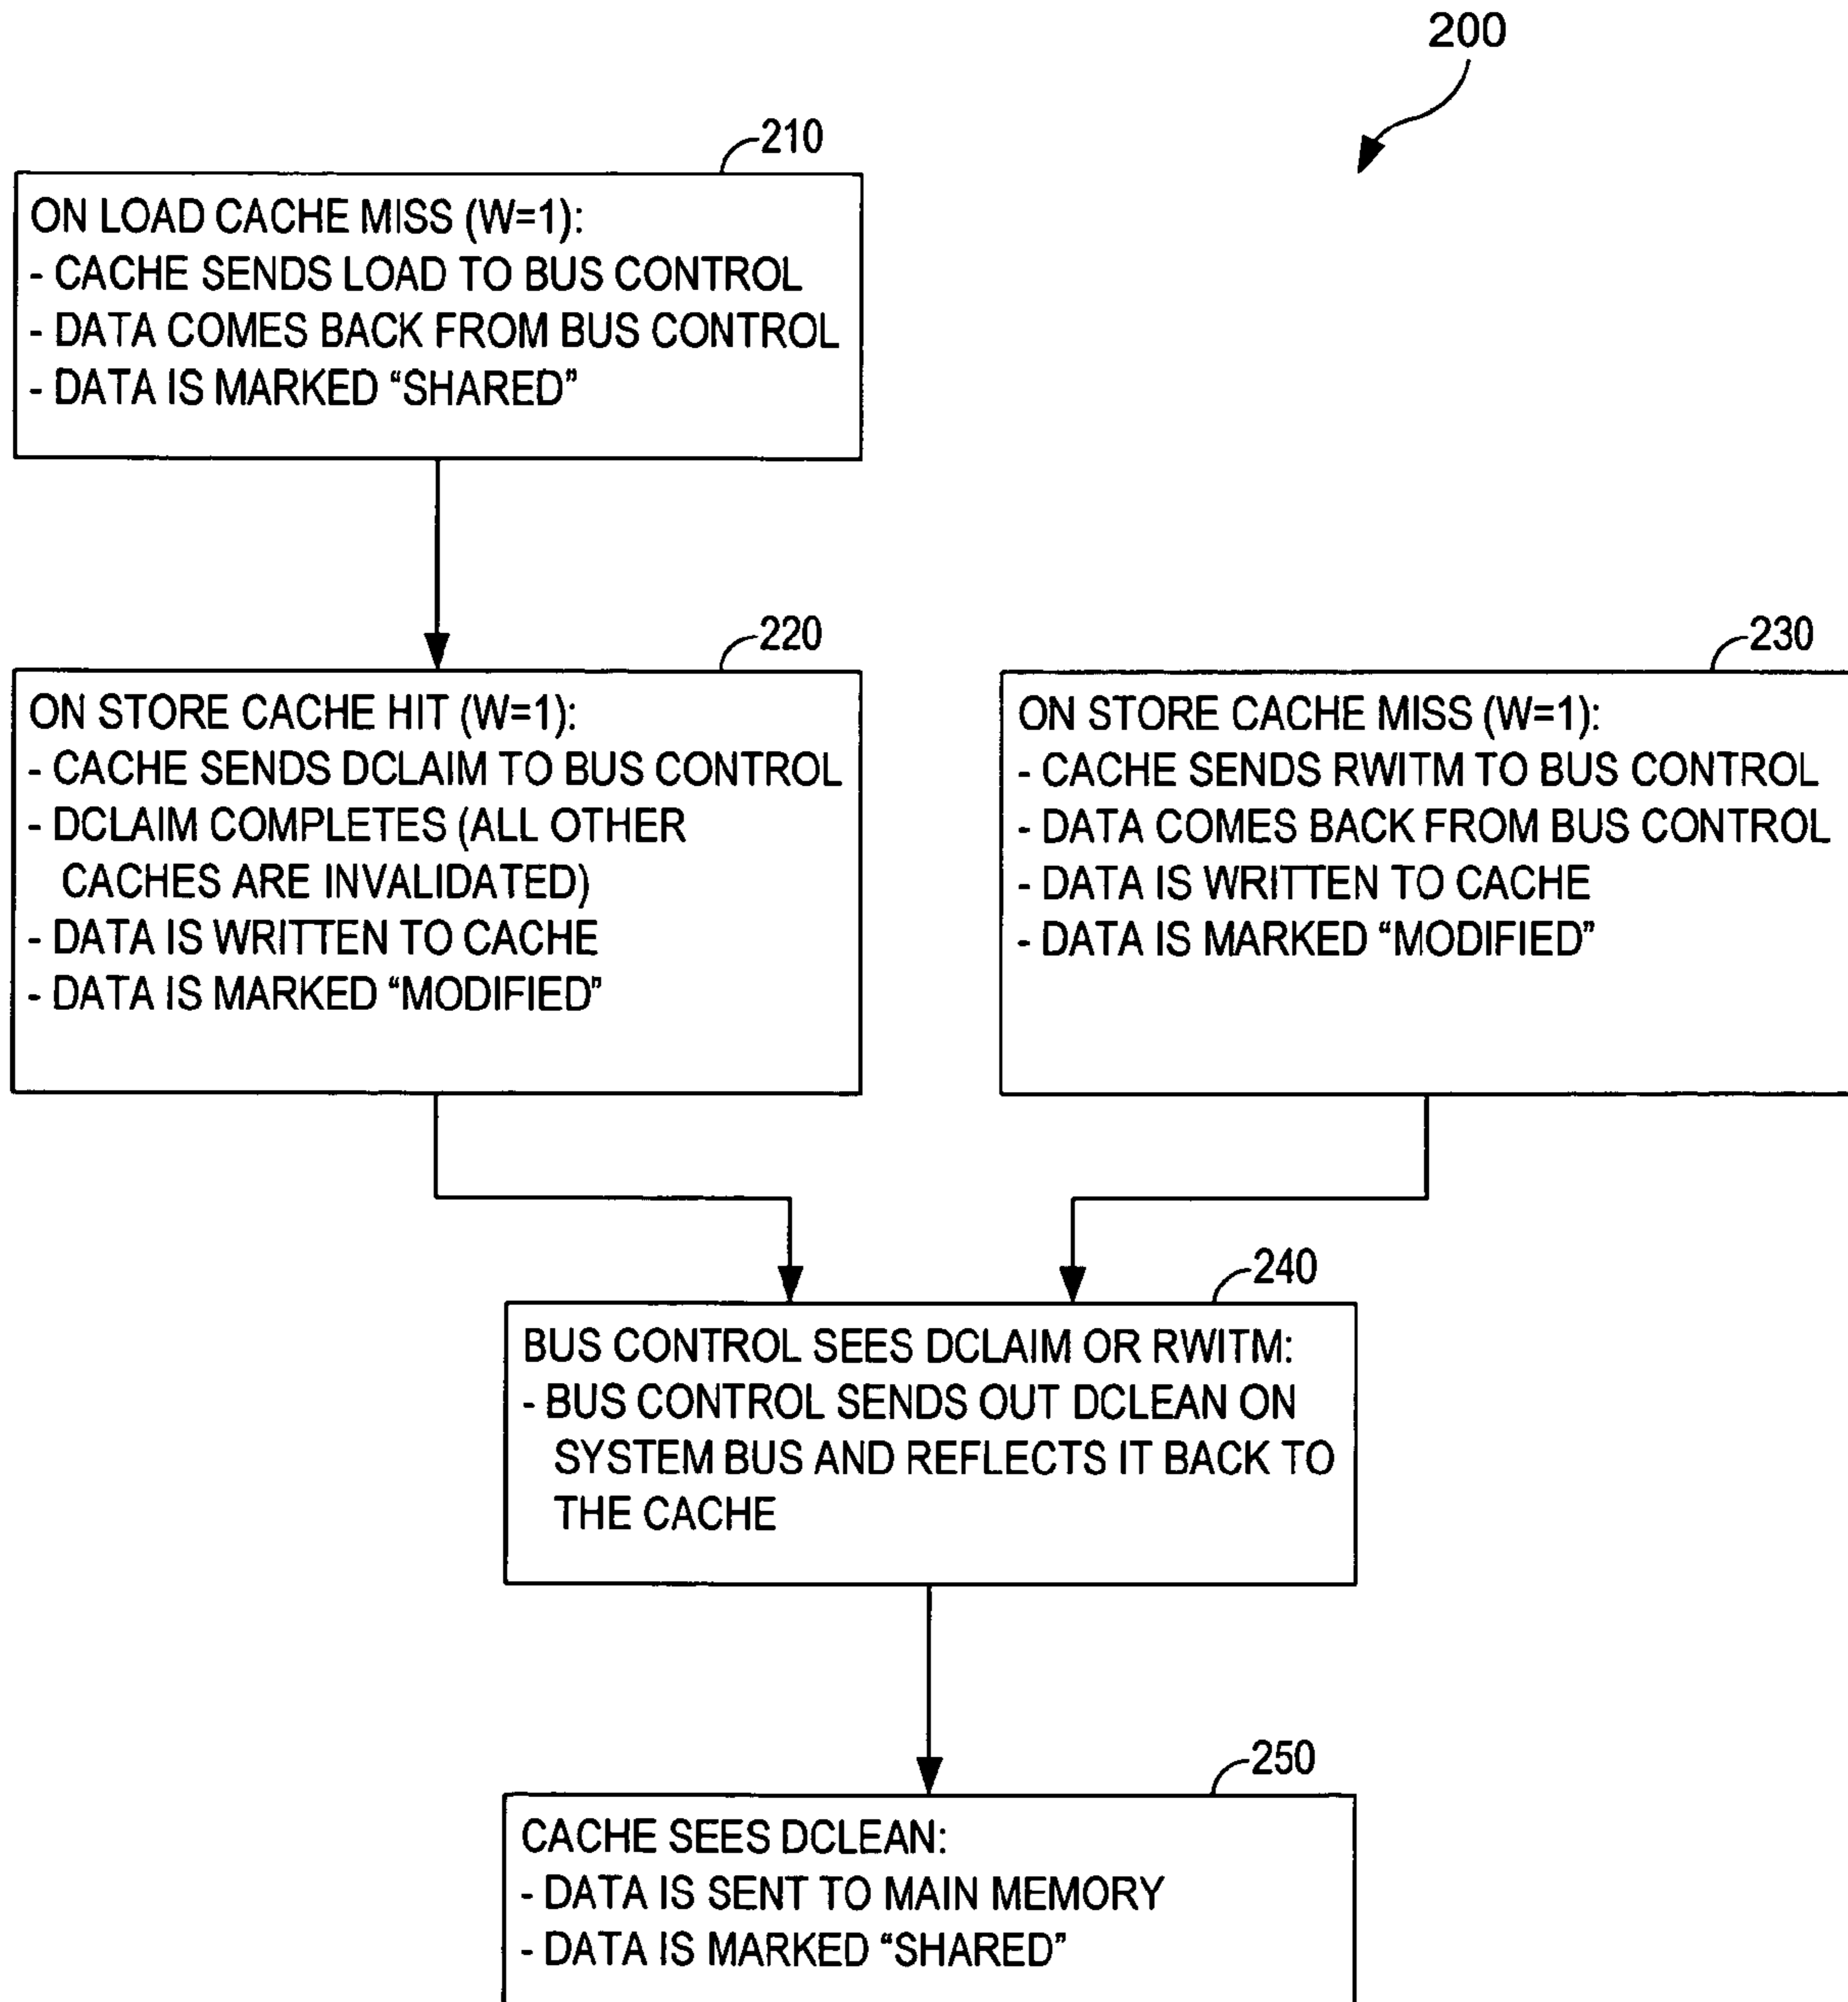 200
210
ON LOAD CACHE MISS (W=1):
- CACHE SENDS LOAD TO BUS CONTROL
- DATA COMES BACK FROM BUS CONTROL
- DATA IS MARKED “SHARED”
220
ON STORE CACHE HIT (W=1):
- CACHE SENDS DCLAIM TO BUS CONTROL
- DCLAIM COMPLETES (ALL OTHER
CACHES ARE INVALIDATED)
- DATA IS WRITTEN TO CACHE
- DATA IS MARKED “MODIFIED”
230
ON STORE CACHE MISS (W=1):
- CACHE SENDS RWITM TO BUS CONTROL
- DATA COMES BACK FROM BUS CONTROL
- DATA IS WRITTEN TO CACHE
- DATA IS MARKED “MODIFIED”
240
BUS CONTROL SEES DCLAIM OR RWITM:
- BUS CONTROL SENDS OUT DCLEAN ON
SYSTEM BUS AND REFLECTS IT BACK TO
THE CACHE
250
CACHE SEES DCLEAN:
- DATA IS SENT TO MAIN MEMORY
- DATA IS MARKED “SHARED”